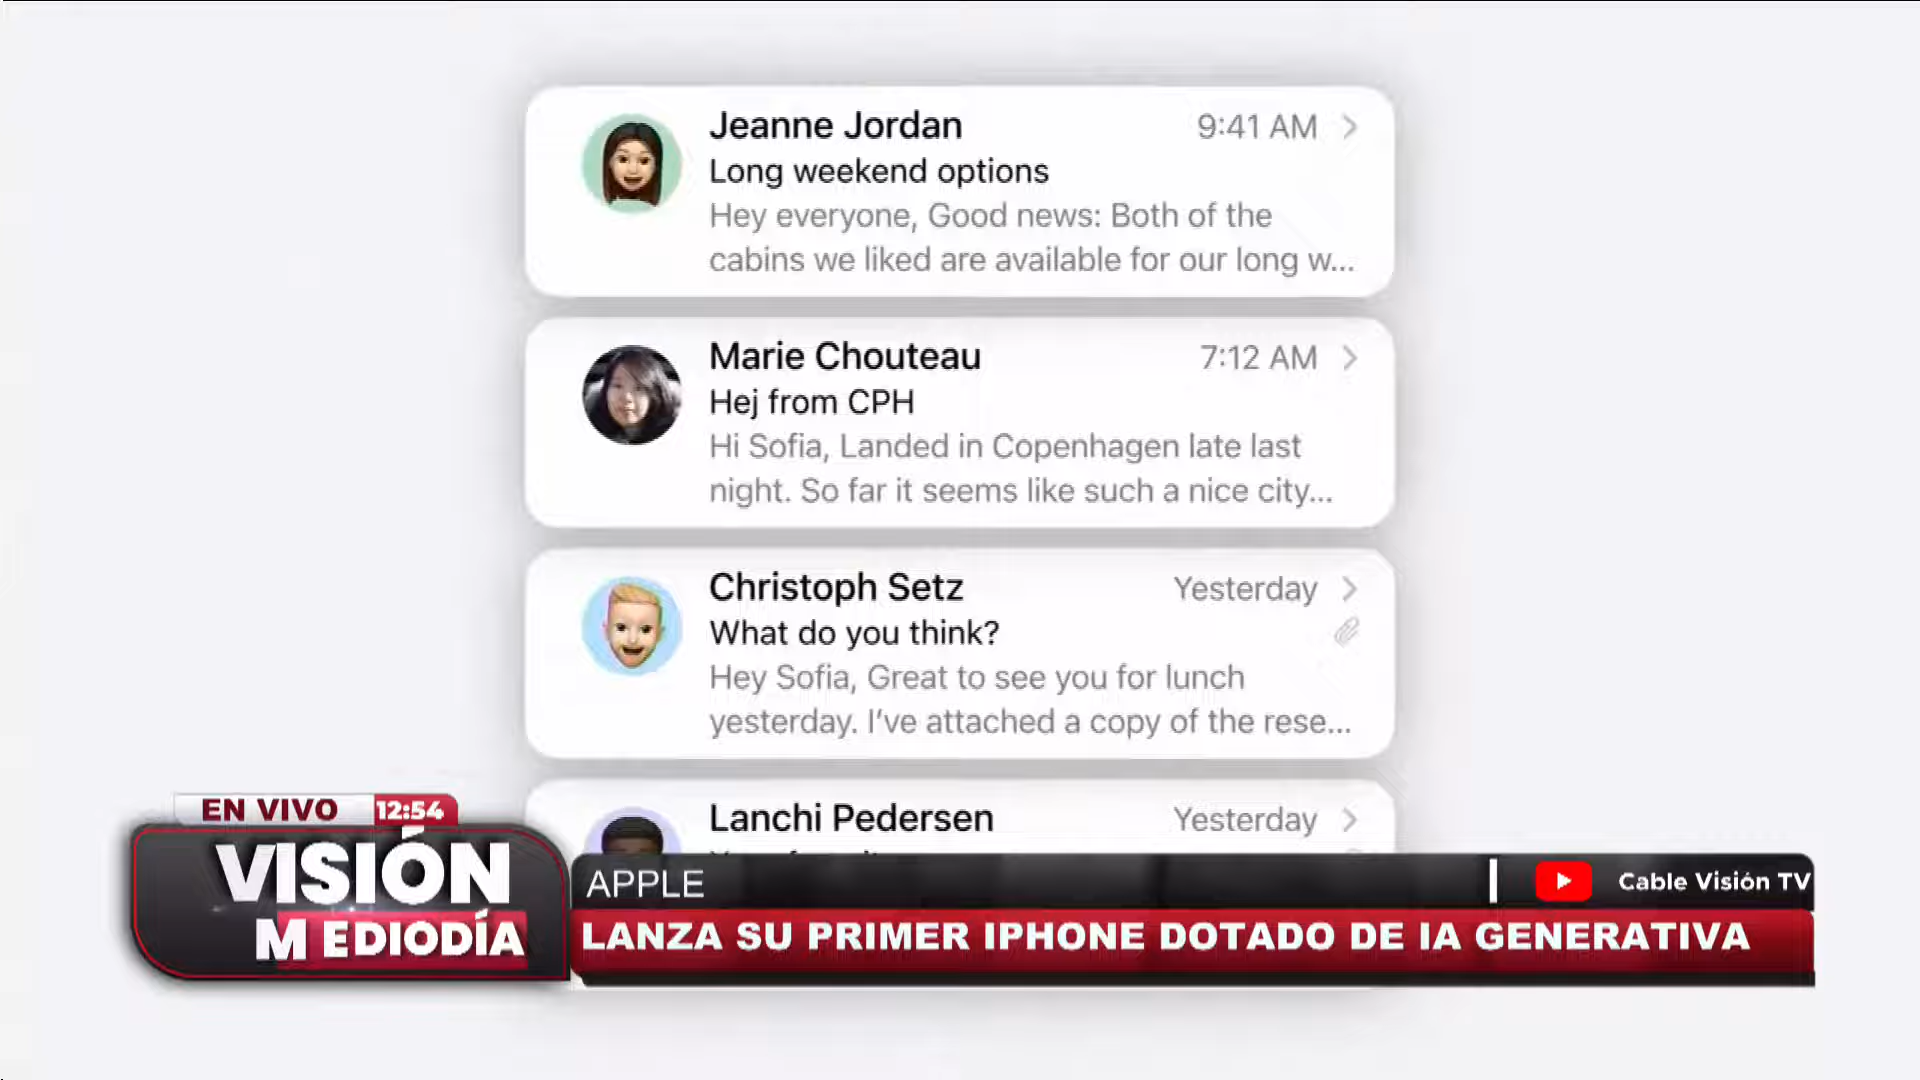 Jeanne Jordan
9:41 AM
Long weekend options
Hey everyone, Good news: Both of the
cabins we liked are available for our long w...
Marie Chouteau
7:12 AM
Hej from CPH
Hi Sofia, Landed in Copenhagen late last
night. So far it seems like such a nice city...
Christoph Setz
Yesterday
What do you think?
Hey Sofia, Great to see you for lunch
yesterday. I've attached a copy of the rese...
Lanchi Pedersen
Yesterday
EN VIVO 12:54
VISIÓN
MEDIODÍA
APPLE
Cable Visión TV
LANZA SU PRIMER IPHONE DOTADO DE IA GENERATIVA